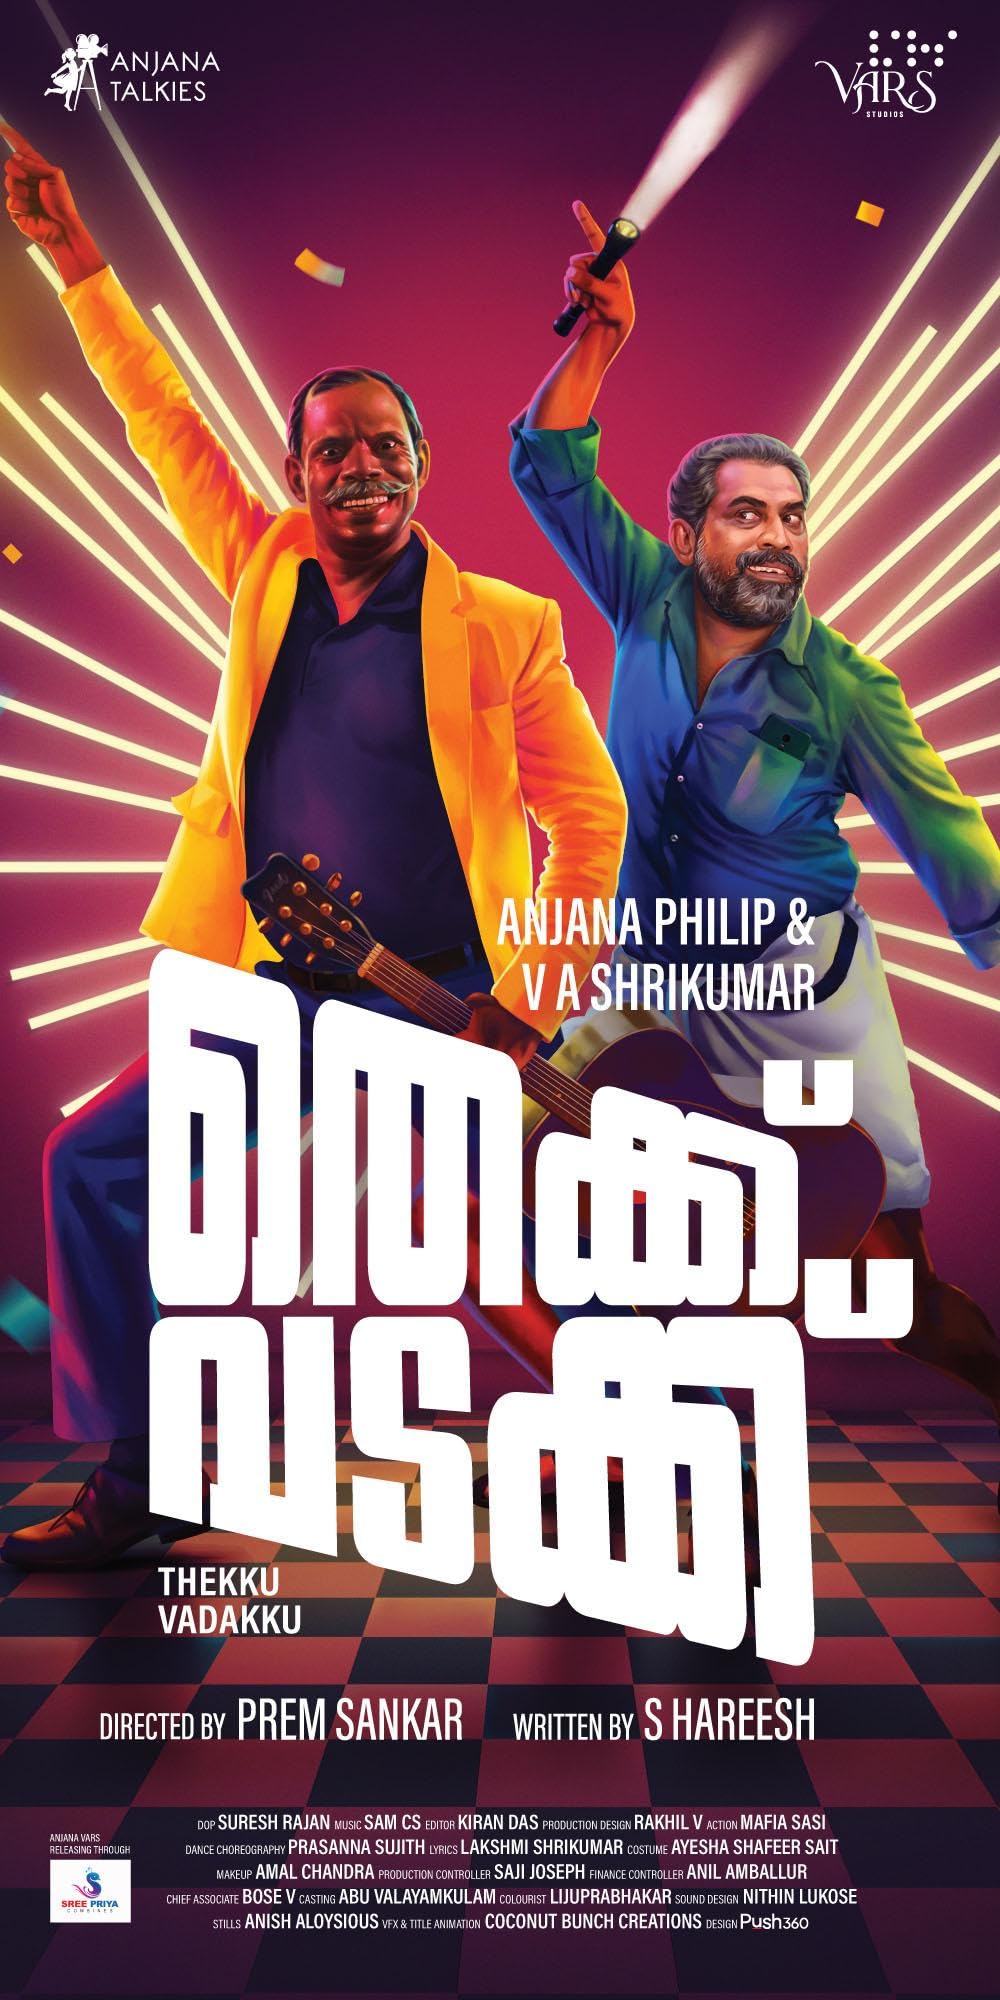 ANJANA
TALKIES
VARS
STUDIOS
ANJANA PHILIP &
V A SHRIKUMAR
തെക്ക്
വടക്ക്
THEKKU
VADAKKU
DIRECTED BY PREM SANKAR WRITTEN BY S HAREESH
DOP SURESH RAJAN MUSIC SAM CS EDITOR KIRAN DAS PRODUCTION DESIGN RAKHIL V ACTION MAFIA SASI
DANCE CHOREOGRAPHY PRASANNA SUJITH LYRICS LAKSHMI SHRIKUMAR COSTUME AYESHA SHAFEER SAIT
MAKEUP AMAL CHANDRA PRODUCTION CONTROLLER SAJI JOSEPH FINANCE CONTROLLER ANIL AMBALLUR
CHIEF ASSOCIATE BOSE V CASTING ABU VALAYAMKULAM COLOURIST LIJUPRABHAKAR SOUND DESIGN NITHIN LUKOSE
STILLS ANISH ALOYSIOUS VFX & TITLE ANIMATION COCONUT BUNCH CREATIONS DESIGN Push360
ANJANA VARS
RELEASING THROUGH
SREE PRIYA
COMBINES